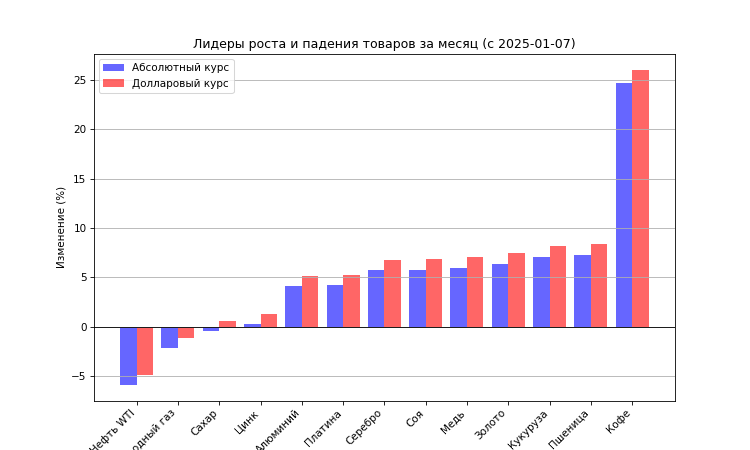 Лидеры роста и падения товаров за месяц (с 2025-01-07)
Абсолютный курс
Долларовый курс
Изменение (%)
25
20
15
10
5
0
−5
Нефть WTI
одный газ
Сахар
Цинк
Алюминий
Платина
Серебро
Соя
Медь
Золото
Кукуруза
Пшеница
Кофе